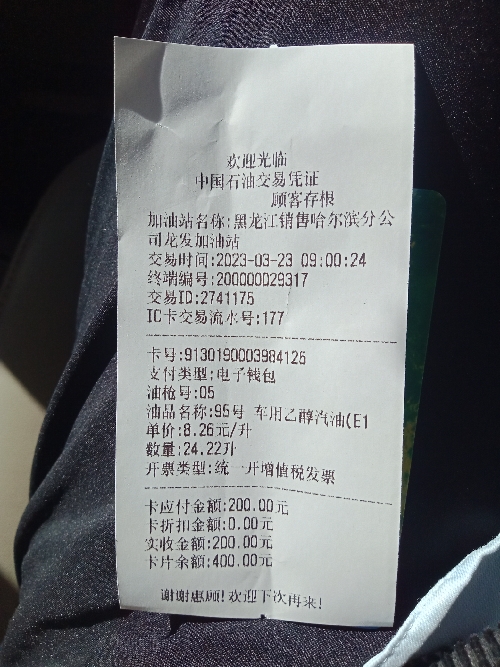 欢迎光临
中国石油交易凭证
顾客存根
加油站名称:黑龙江销售哈尔滨分公
司龙发加油站
交易时间:2023-03-23 09:00:24
终端编号:200000029317
交易ID:2741175
IC卡交易流水号:177
卡号:9130190003984126
支付类型:电子钱包
油枪号:05
油品名称:95号 车用乙醇汽油(E1
单价:8.26元/升
数量:24.22升
开票类型:统一开增值税发票
卡应付金额:200.00元
卡折扣金额:0.00元
实收金额:200.00元
卡片余额:400.00元
谢谢惠顾!欢迎下次再来!